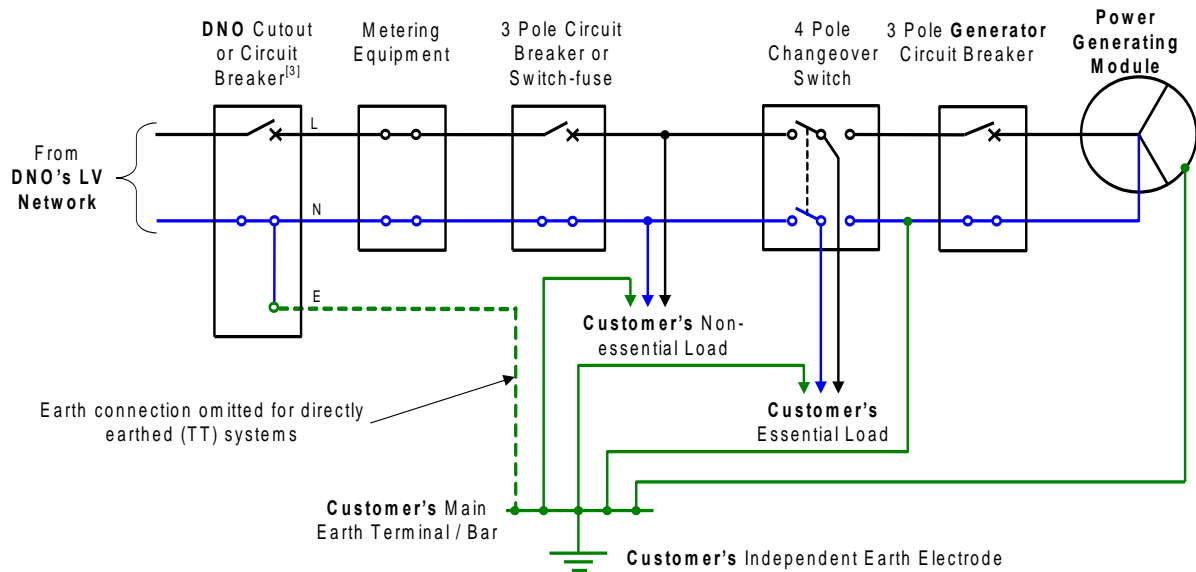 DNO Cutout
or Circuit
Breaker[3]
Metering
Equipment
3 Pole Circuit
Breaker or
Switch-fuse
4 Pole
Changeover
Switch
3 Pole Generator
Circuit Breaker
Power
Generating
Module
L
From
DNO's LV
Network
N
E
Customer's Non-
essential Load
Earth connection omitted for directly
earthed (TT) systems
Customer's
Essential Load
Customer's Main
Earth Terminal / Bar
Customer's Independent Earth Electrode